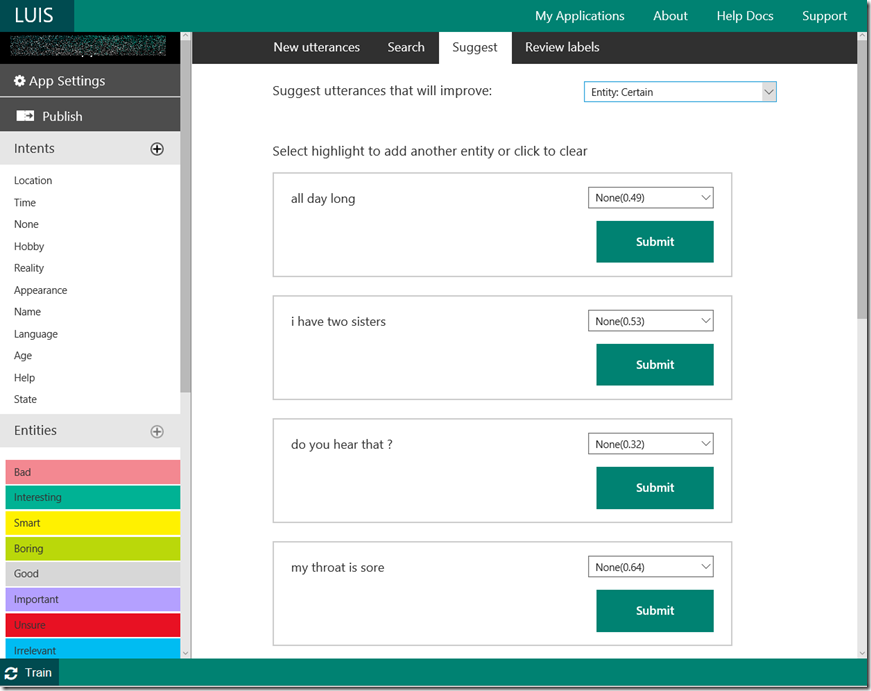 LUIS
My Applications About Help Docs Support
App Settings
Publish
Intents
Location
Time
None
Hobby
Reality
Appearance
Name
Language
Age
Help
State
Entities
Bad
Interesting
Smart
Boring
Good
Important
Unsure
Irrelevant
Train
New utterances Search Suggest Review labels
Suggest utterances that will improve: Entity: Certain
Select highlight to add another entity or click to clear
all day long None(0.49)
Submit
i have two sisters None(0.53)
Submit
do you hear that ? None(0.32)
Submit
my throat is sore None(0.64)
Submit